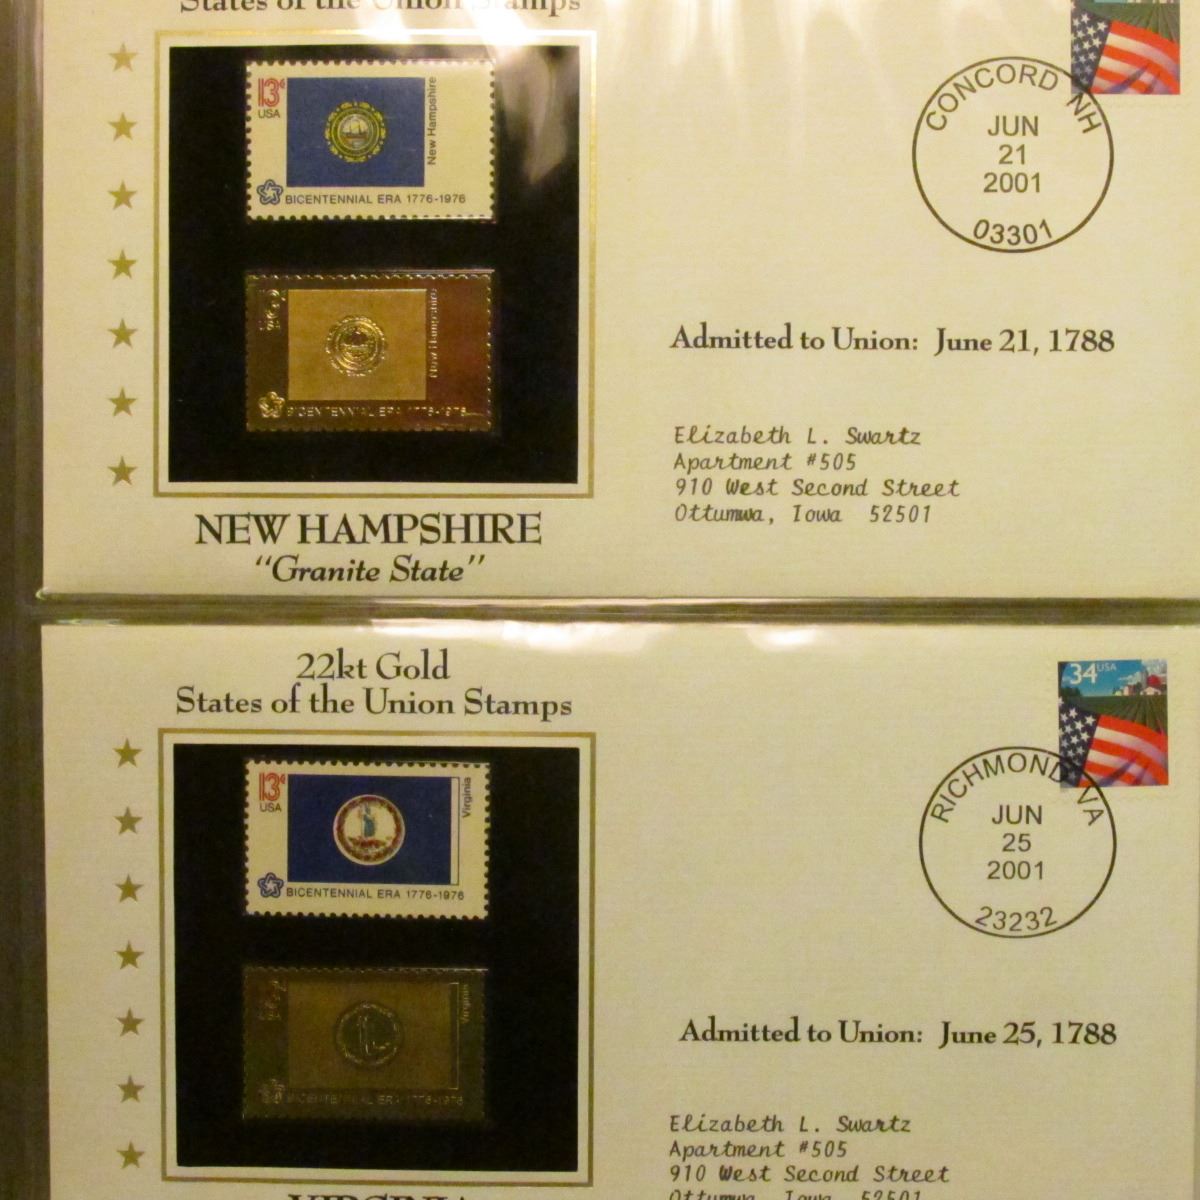 States of the Union Stamps
13¢
USA
New Hampshire
BICENTENNIAL ERA 1776-1976
New Hampshire
BICENTENNIAL ERA 1776-1976
NEW HAMPSHIRE
"Granite State"
CONCORD NH
JUN
21
2001
03301
Admitted to Union: June 21, 1788
Elizabeth L. Swartz
Apartment #505
910 West Second Street
Ottumwa, Iowa 52501
22kt Gold
States of the Union Stamps
13¢
USA
Virginia
BICENTENNIAL ERA 1776-1976
Virginia
BICENTENNIAL ERA 1776-1976
VIRGINIA
34 USA
RICHMOND VA
JUN
25
2001
23232
Admitted to Union: June 25, 1788
Elizabeth L. Swartz
Apartment #505
910 West Second Street
Ottumwa, Iowa 52501